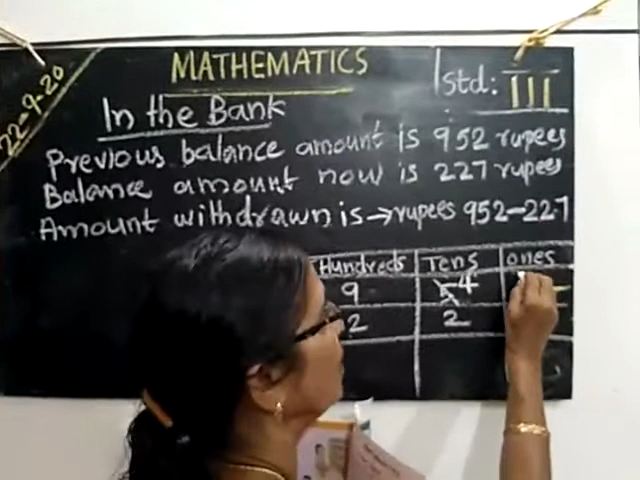 22-9-20
MATHEMATICS
Std: III
In the Bank
Previous balance amount is 952 rupees
Balance amount now is 227 rupees
Amount withdrawn is → rupees 952-227
Hundreds Tens ones
9 5 4
2 2